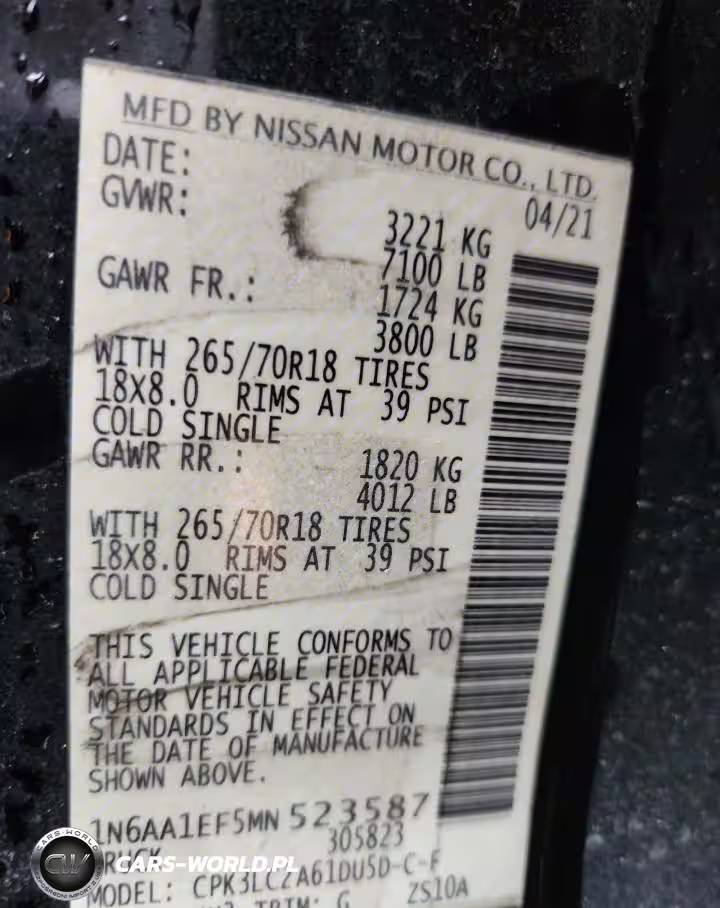 MFD BY NISSAN MOTOR CO., LTD.
DATE: 04/21
GVWR: 3221 KG
7100 LB
GAWR FR.: 1724 KG
3800 LB
WITH 265/70R18 TIRES
18X8.0 RIMS AT 39 PSI
COLD SINGLE
GAWR RR.: 1820 KG
4012 LB
WITH 265/70R18 TIRES
18X8.0 RIMS AT 39 PSI
COLD SINGLE
THIS VEHICLE CONFORMS TO
ALL APPLICABLE FEDERAL
MOTOR VEHICLE SAFETY
STANDARDS IN EFFECT ON
THE DATE OF MANUFACTURE
SHOWN ABOVE.
1N6AA1EF5MN 523587
305823
MODEL: CPK3LCZA61DU5D-C-F
TRIM: G ZS10A
CARS-WORLD
CW
CARS-WORLD.PL